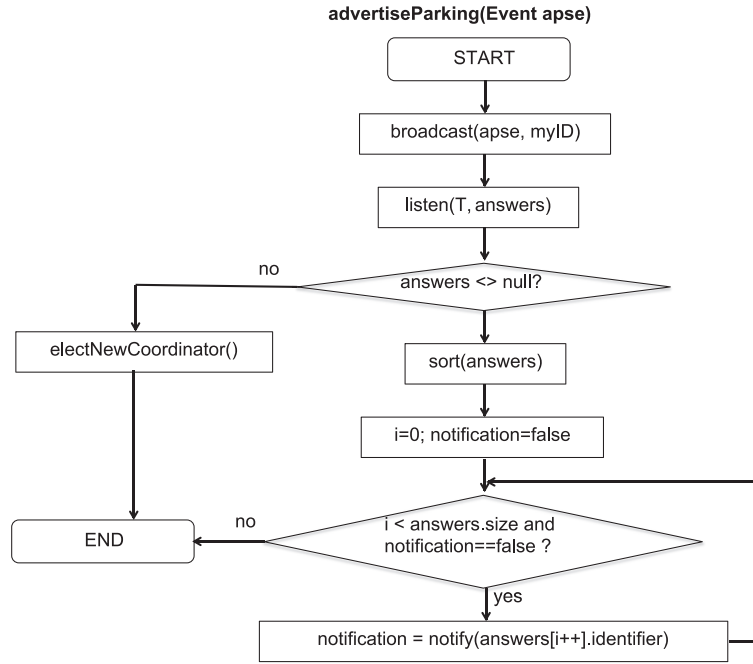 advertiseParking(Event apse)
START
broadcast(apse, myID)
listen(T, answers)
no
answers <> null?
electNewCoordinator()
sort(answers)
i=0; notification=false
no
END
i < answers.size and
notification==false ?
yes
notification = notify(answers[i++].identifier)